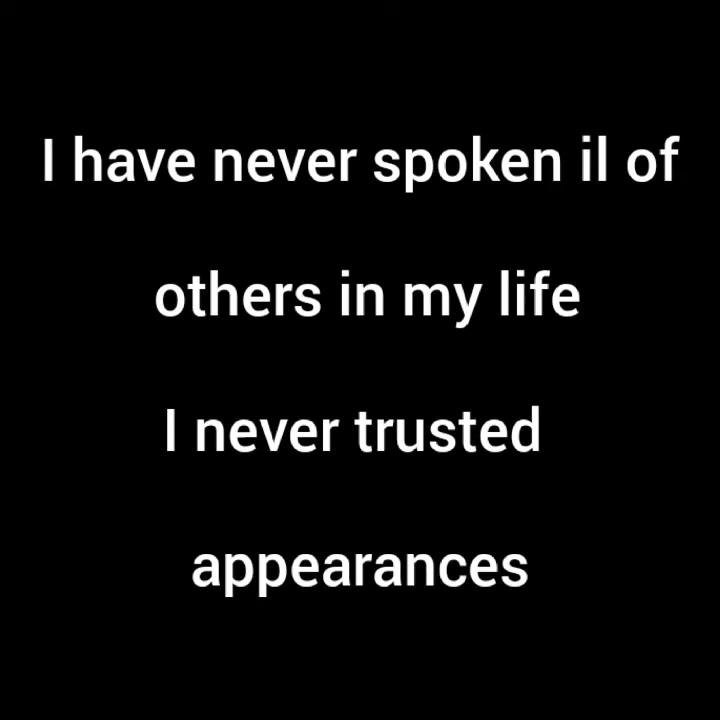 I have never spoken il of
others in my life
I never trusted
appearances